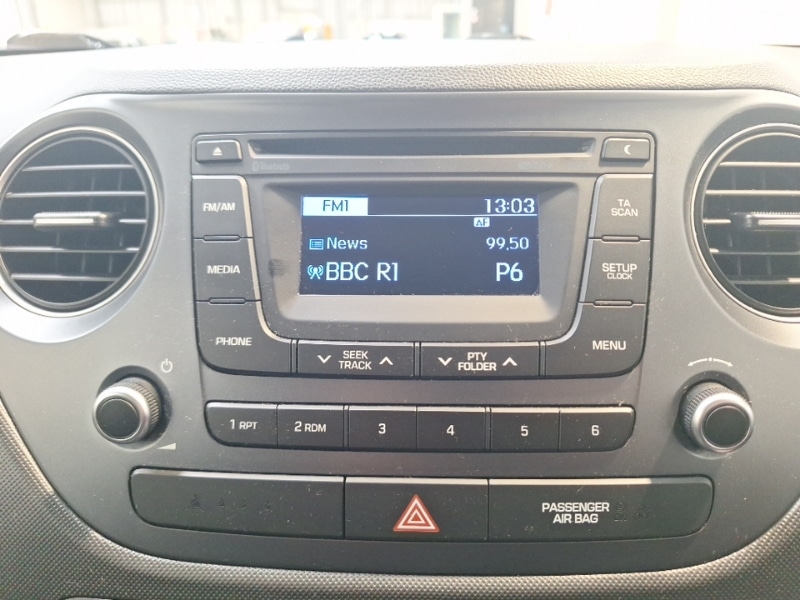 Bluetooth
FM/AM
FM1 13:03
AF
TA
SCAN
News 99.50
MEDIA
BBC R1 P6
SETUP
CLOCK
PHONE
SEEK
TRACK
PTY
FOLDER
MENU
1 RPT 2 RDM 3 4 5 6
PASSENGER
AIR BAG